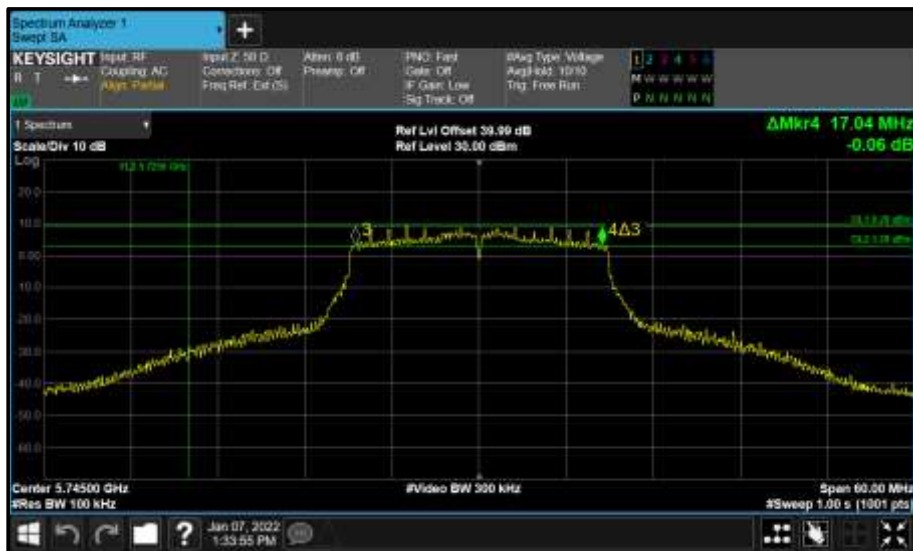 Spectrum Analyzer 1
Swept SA
+
KEYSIGHT Input: RF
R T
Coupling: AC
Align: Partial
Input Z: 50 Ω
Corrections: Off
Freq Ref: Ext (S)
Atten: 6 dB
Preamp: Off
PNO: Fast
Gate: Off
IF Gain: Low
Sig Track: Off
#Avg Type: Voltage
Avg|Hold: 10/10
Trig: Free Run
1 2 3 4 5 6
M W W W W W
P N N N N N
1 Spectrum
Scale/Div 10 dB
Ref Lvl Offset 39.99 dB
Ref Level 30.00 dBm
ΔMkr4 17.04 MHz
-0.06 dB
Log
20.0
10.0
0.00
-10.0
-20.0
-30.0
-40.0
-50.0
-60.0
3
4Δ3
Center 5.74500 GHz
#Res BW 100 kHz
#Video BW 300 kHz
Span 60.00 MHz
#Sweep 1.00 s (1001 pts)
?
Jan 07, 2022
1:33:55 PM